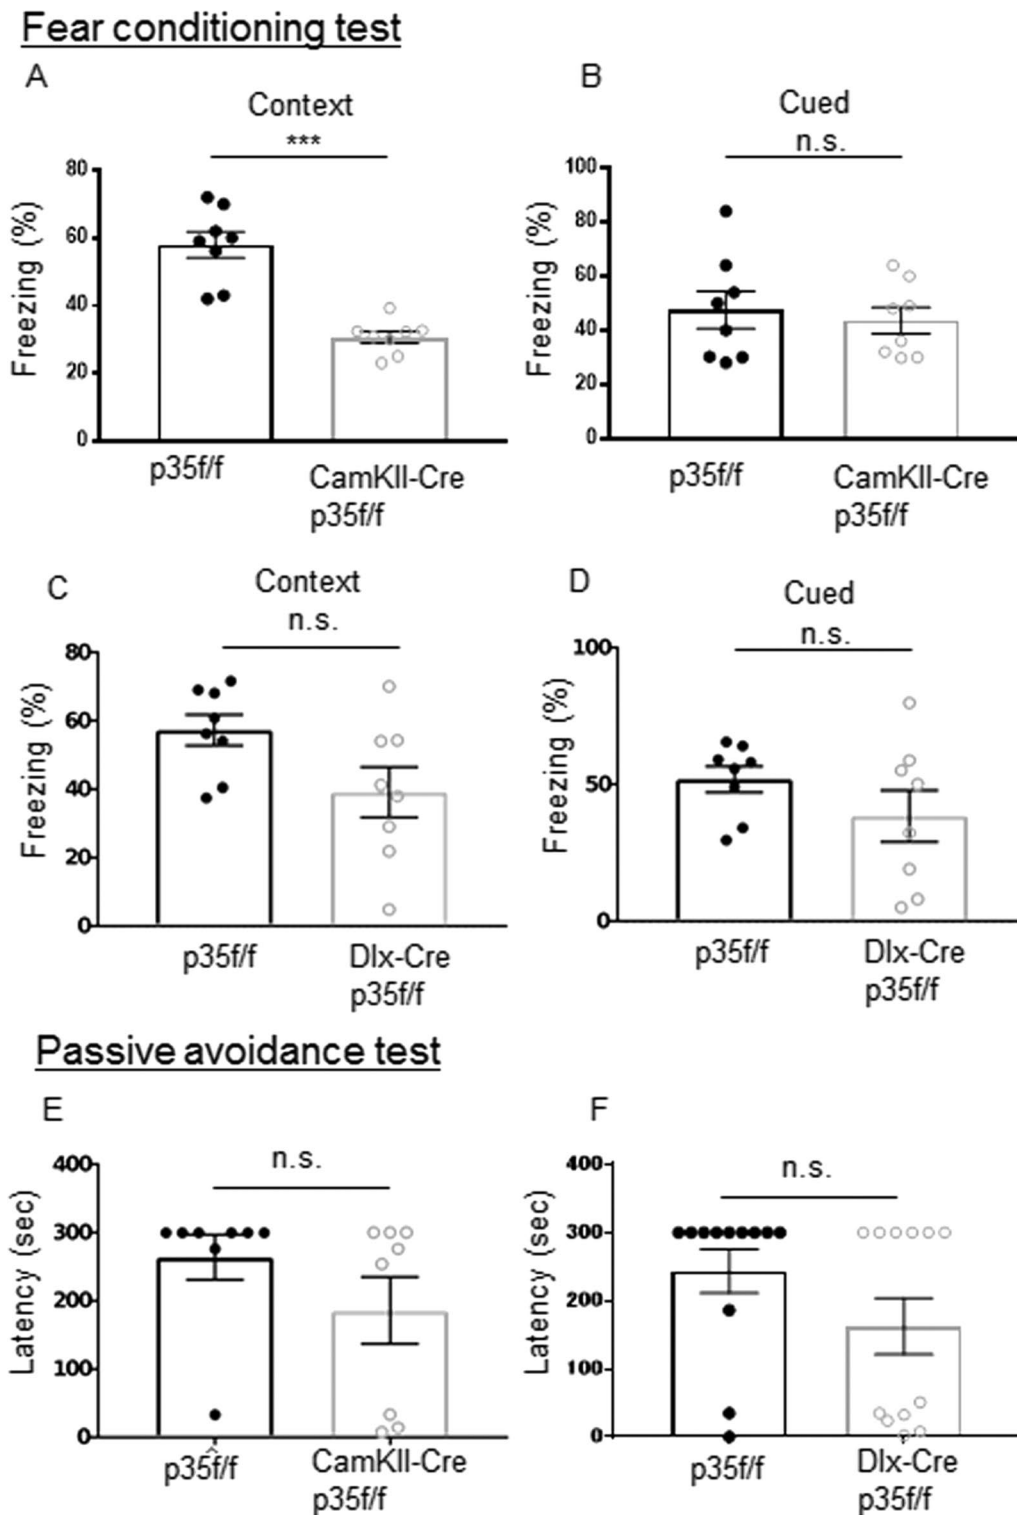 Fear conditioning test
A
Context
***
Freezing (%)
80
60
40
20
0
p35f/f
CamKII-Cre
p35f/f
B
Cued
n.s.
Freezing (%)
100
80
60
40
20
0
p35f/f
CamKII-Cre
p35f/f
C
Context
n.s.
Freezing (%)
80
60
40
20
0
p35f/f
Dlx-Cre
p35f/f
D
Cued
n.s.
Freezing (%)
100
50
0
p35f/f
Dlx-Cre
p35f/f
Passive avoidance test
E
n.s.
Latency (sec)
400
300
200
100
0
p35f/f
CamKII-Cre
p35f/f
F
n.s.
Latency (sec)
400
300
200
100
0
p35f/f
Dlx-Cre
p35f/f